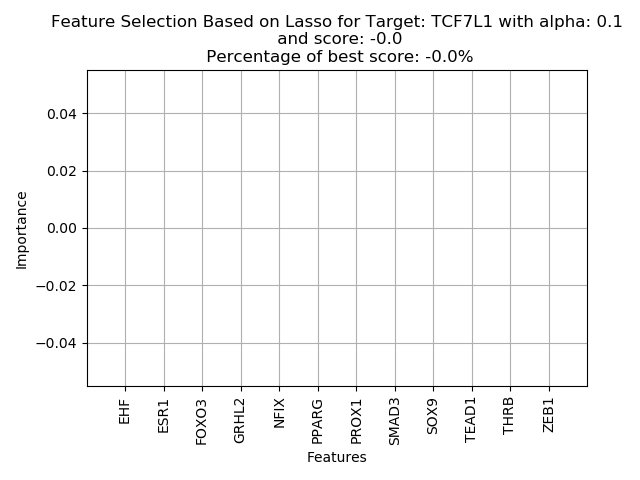 Feature Selection Based on Lasso for Target: TCF7L1 with alpha: 0.1
and score: -0.0
Percentage of best score: -0.0%
Importance
0.04
0.02
0.00
−0.02
−0.04
EHF
ESR1
FOXO3
GRHL2
NFIX
PPARG
PROX1
SMAD3
SOX9
TEAD1
THRB
ZEB1
Features